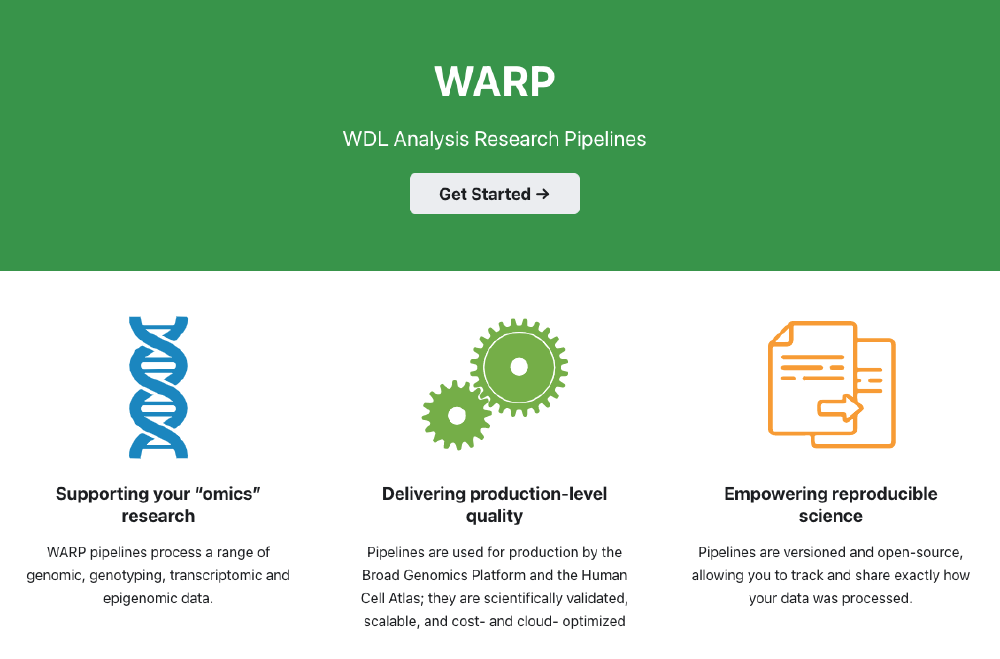 WARP
WDL Analysis Research Pipelines
Get Started →
Supporting your “omics”
research
WARP pipelines process a range of
genomic, genotyping, transcriptomic and
epigenomic data.
Delivering production-level
quality
Pipelines are used for production by the
Broad Genomics Platform and the Human
Cell Atlas; they are scientifically validated,
scalable, and cost- and cloud- optimized
Empowering reproducible
science
Pipelines are versioned and open-source,
allowing you to track and share exactly how
your data was processed.